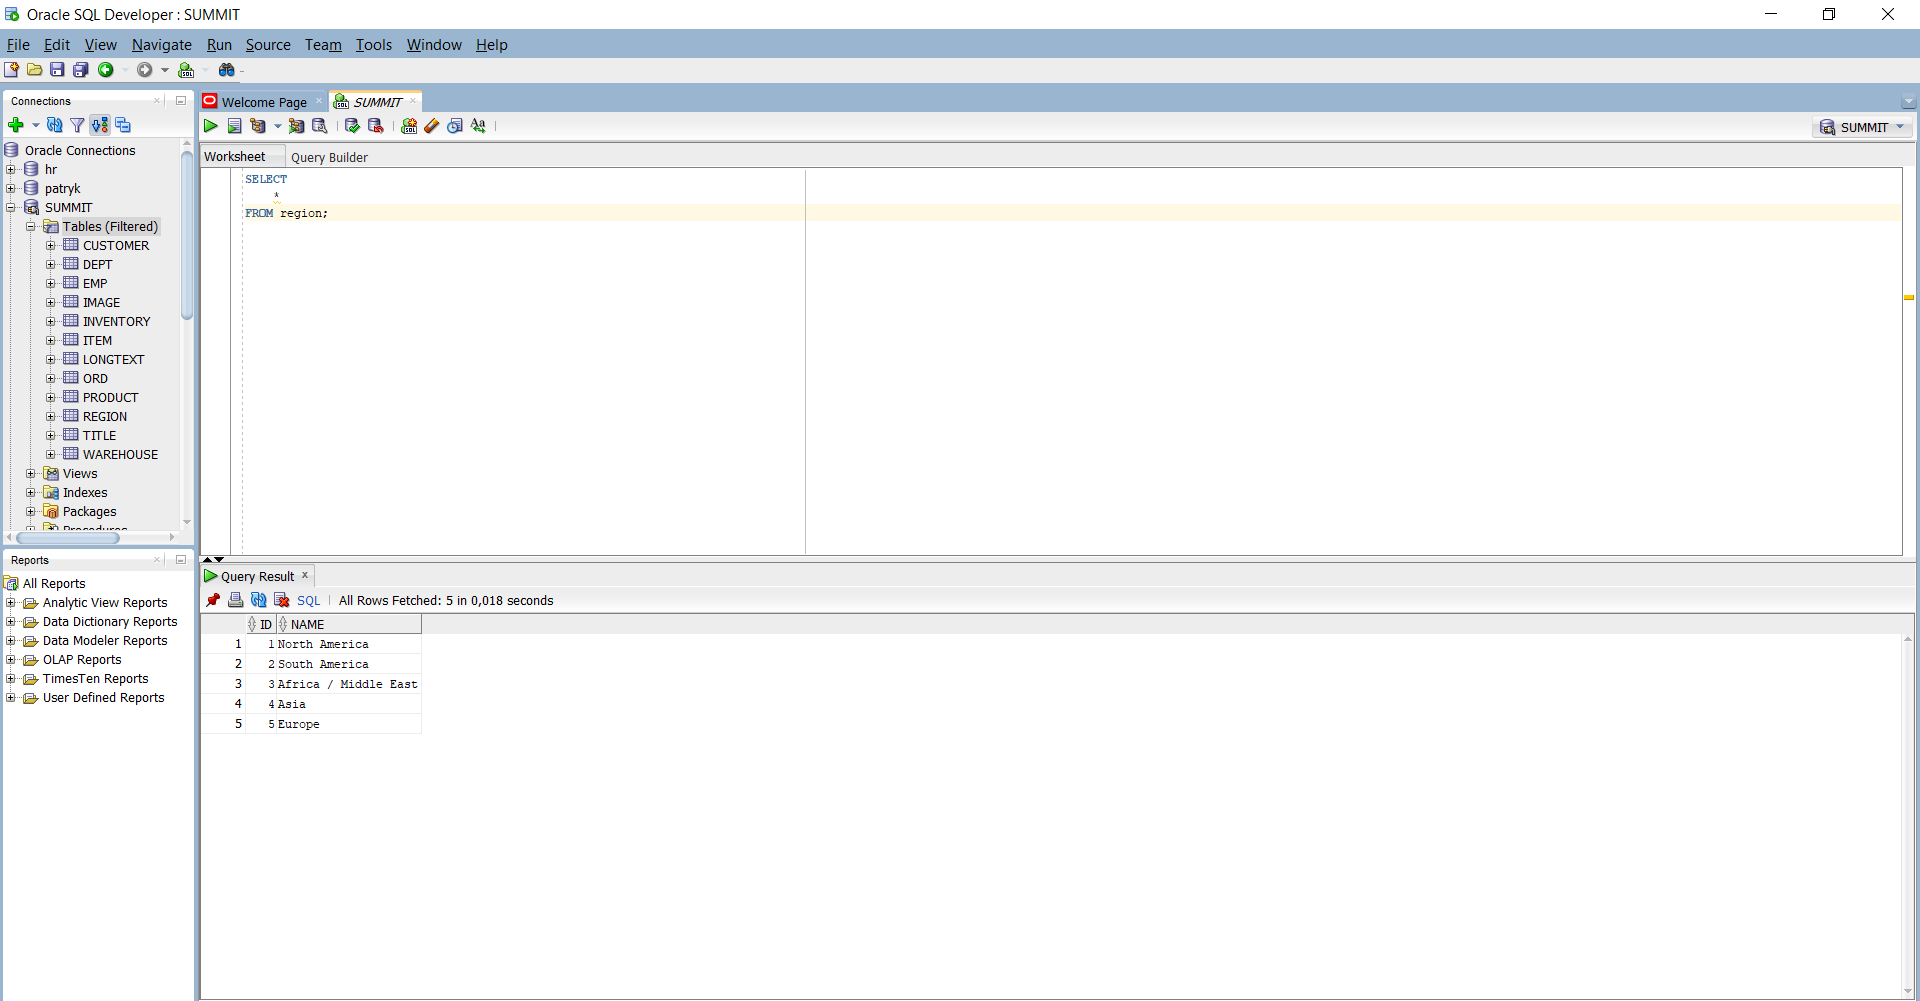 Oracle SQL Developer : SUMMIT
File Edit View Navigate Run Source Team Tools Window Help
Connections
Oracle Connections
hr
patryk
SUMMIT
Tables (Filtered)
CUSTOMER
DEPT
EMP
IMAGE
INVENTORY
ITEM
LONGTEXT
ORD
PRODUCT
REGION
TITLE
WAREHOUSE
Views
Indexes
Packages
Procedures
Reports
All Reports
Analytic View Reports
Data Dictionary Reports
Data Modeler Reports
OLAP Reports
TimesTen Reports
User Defined Reports
Welcome Page SUMMIT
Aa
SUMMIT
Worksheet Query Builder
SELECT
*
FROM region;
Query Result
SQL | All Rows Fetched: 5 in 0,018 seconds
ID NAME
1 1 North America
2 2 South America
3 3 Africa / Middle East
4 4 Asia
5 5 Europe